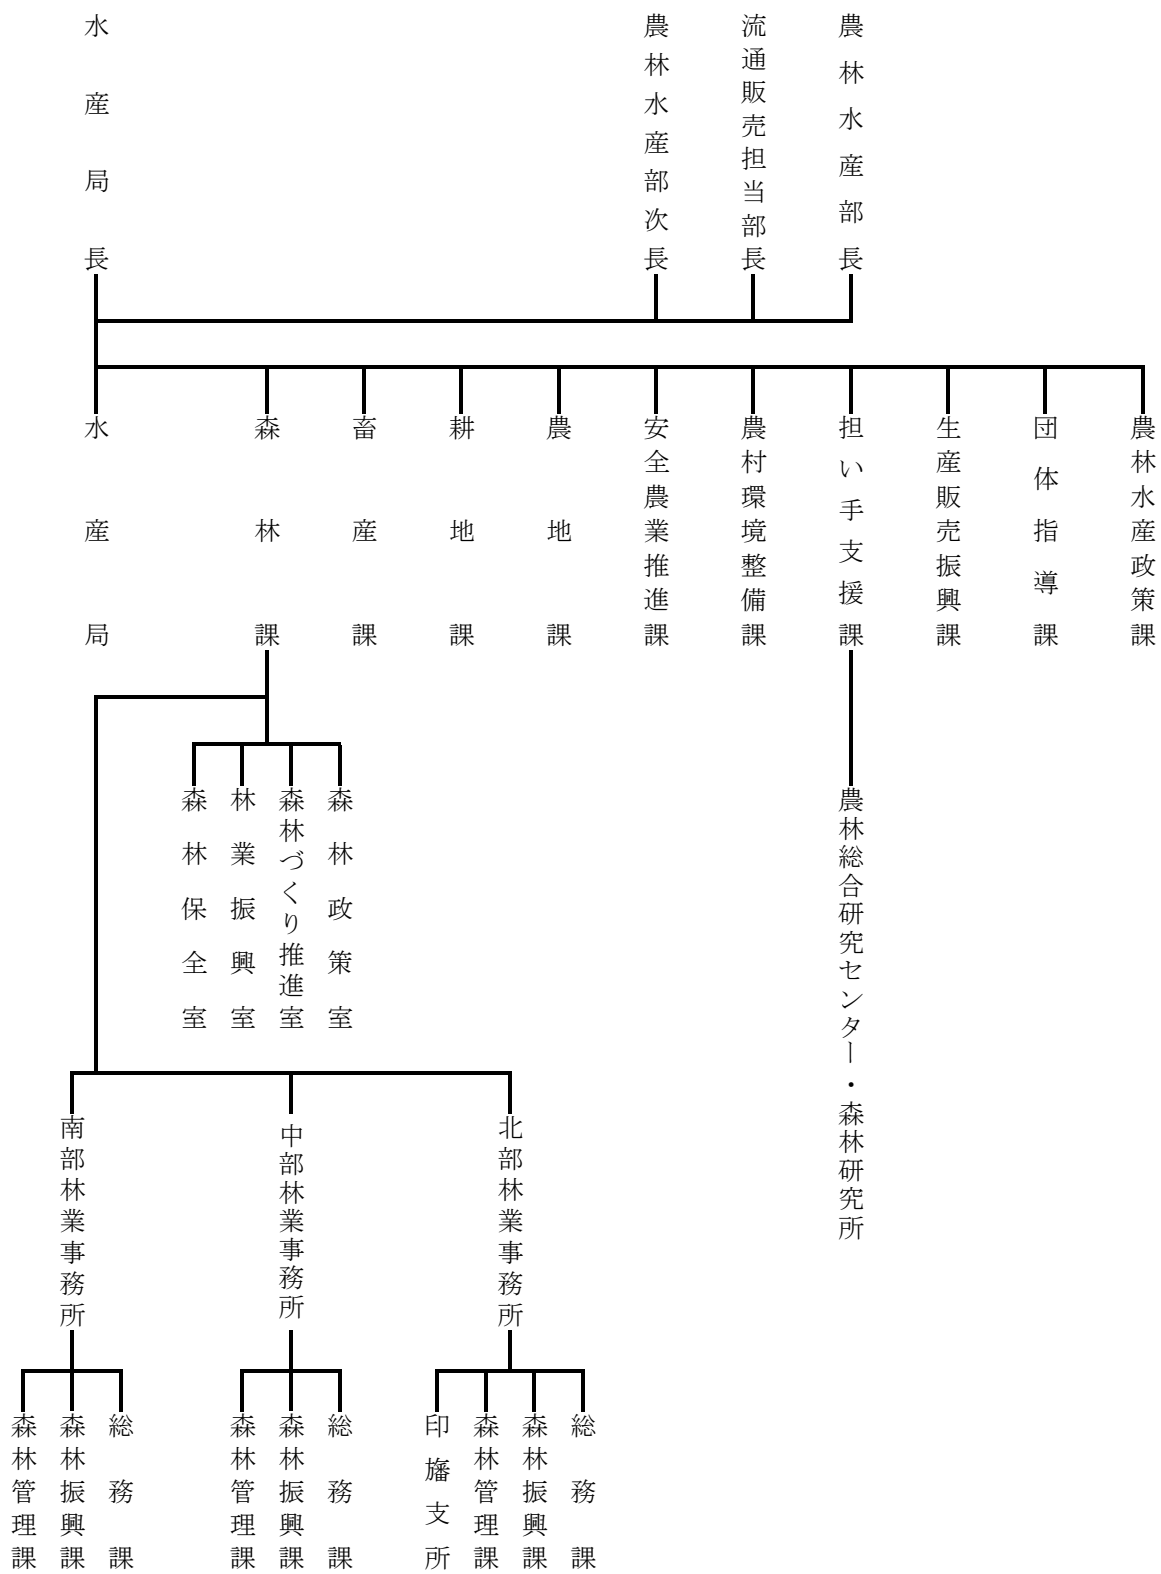 農林水産部長
流通販売担当部長
農林水産部次長
水産局長
農林水産政策課
団体指導課
生産販売振興課
担い手支援課
農村環境整備課
安全農業推進課
農地課
耕地課
畜産課
森林課
水産局
農林総合研究センター・森林研究所
森林政策室
森林づくり推進室
林業振興室
森林保全室
北部林業事務所
中部林業事務所
南部林業事務所
総務課
森林振興課
森林管理課
印旛支所
総務課
森林振興課
森林管理課
総務課
森林振興課
森林管理課